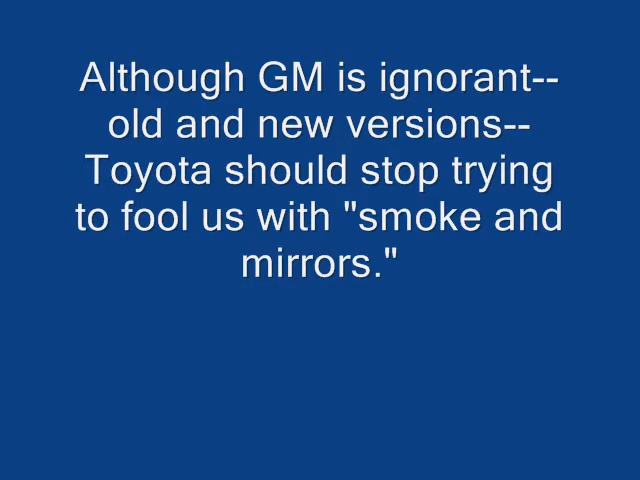 Although GM is ignorant--
old and new versions--
Toyota should stop trying
to fool us with "smoke and
mirrors."